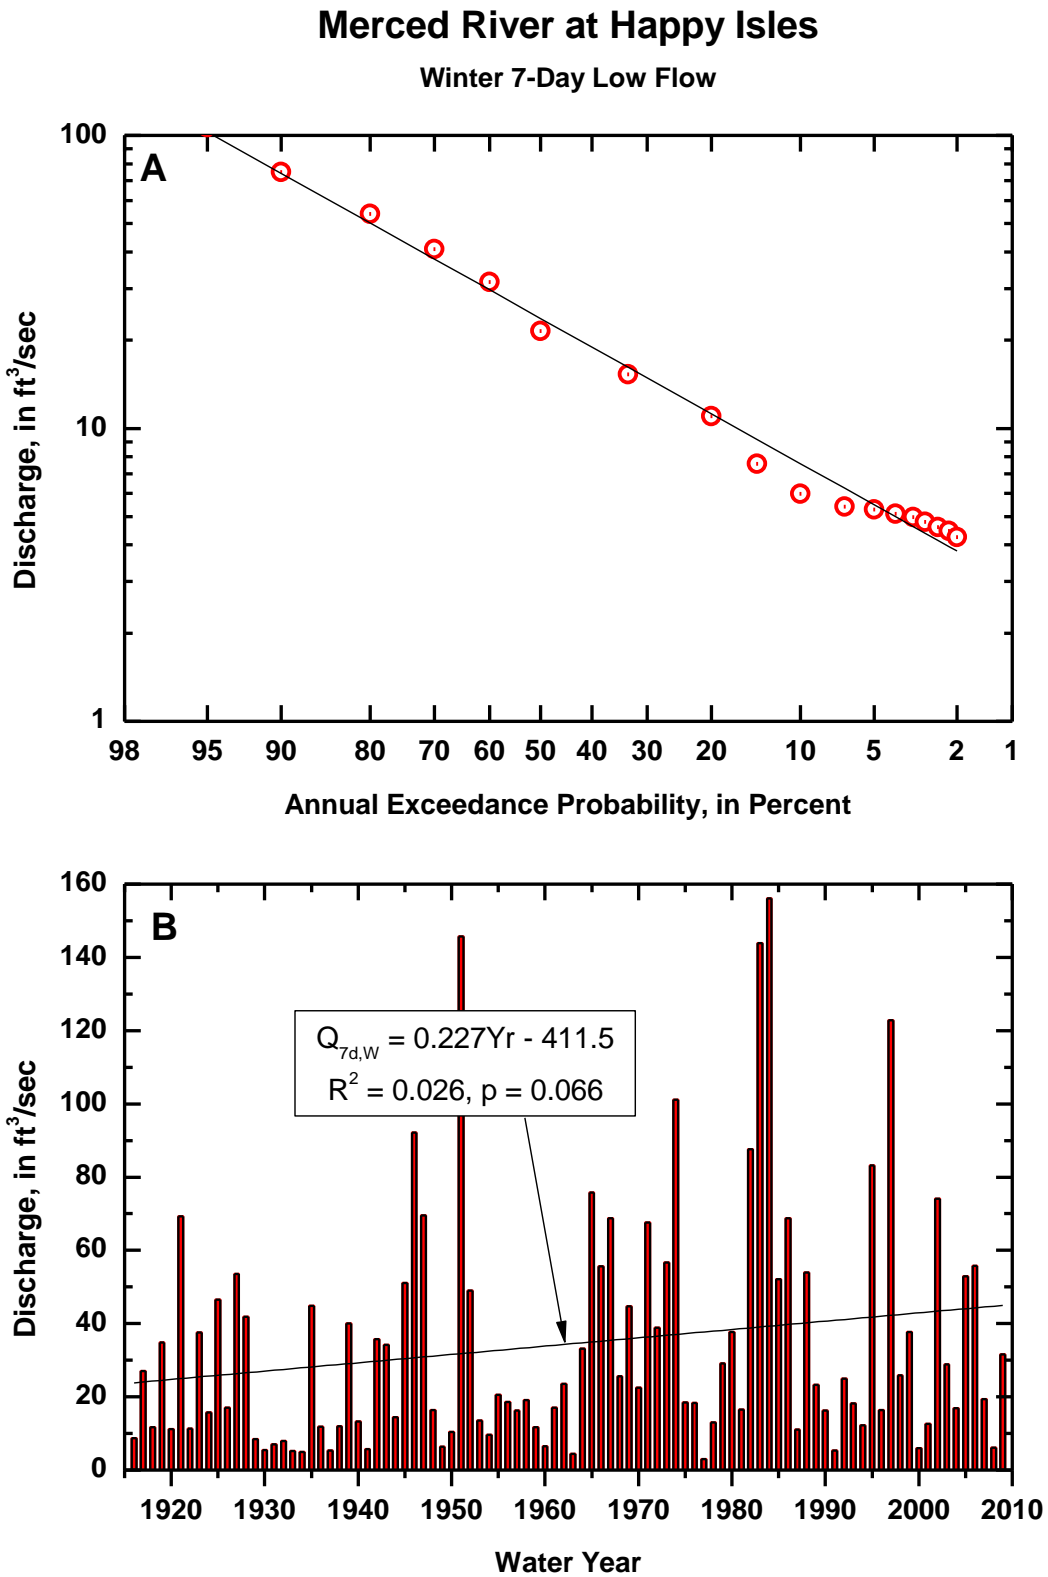 Merced River at Happy Isles
Winter 7-Day Low Flow
A
100
10
1
Discharge, in ft³/sec
98 95 90 80 70 60 50 40 30 20 10 5 2 1
Annual Exceedance Probability, in Percent
B
160
140
120
100
80
60
40
20
0
Discharge, in ft³/sec
Q7d,W = 0.227Yr - 411.5
R² = 0.026, p = 0.066
1920 1930 1940 1950 1960 1970 1980 1990 2000 2010
Water Year